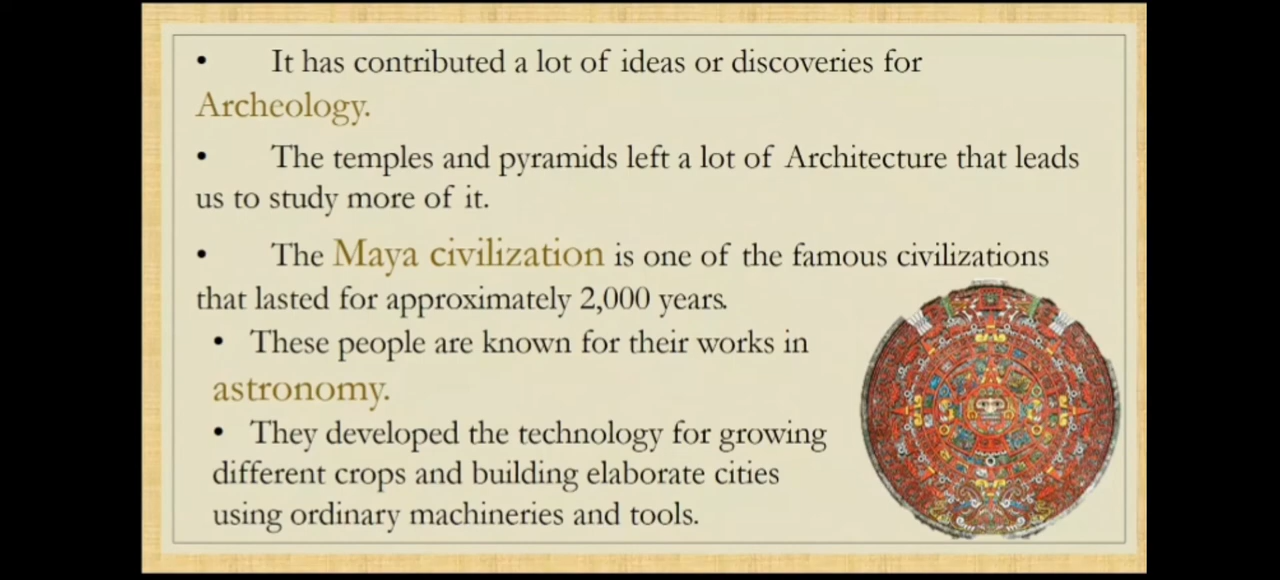 • It has contributed a lot of ideas or discoveries for
Archeology.
• The temples and pyramids left a lot of Architecture that leads
us to study more of it.
• The Maya civilization is one of the famous civilizations
that lasted for approximately 2,000 years.
• These people are known for their works in
astronomy.
• They developed the technology for growing
different crops and building elaborate cities
using ordinary machineries and tools.